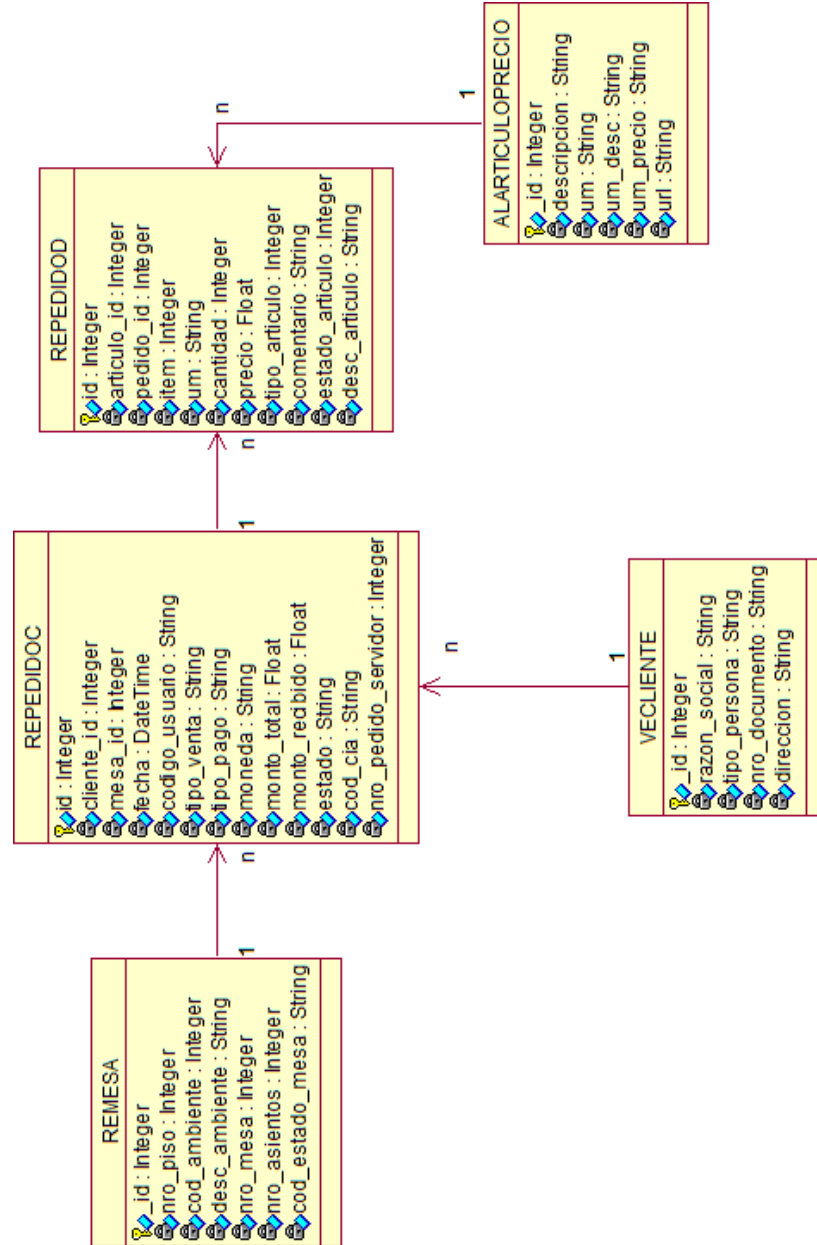 REMESA
_id : Integer
nro_piso : Integer
cod_ambiente : Integer
desc_ambiente : String
nro_mesa : Integer
nro_asientos : Integer
cod_estado_mesa : String
1
n
REPEDIDOC
id : Integer
cliente_id : Integer
mesa_id : Integer
fecha : DateTime
codigo_usuario : String
tipo_venta : String
tipo_pago : String
moneda : String
monto_total : Float
monto_redibido : Float
estado : String
cod_cia : String
nro_pedido_servidor : Integer
1
n
REPEDIDOD
id : Integer
articulo_id : Integer
pedido_id : Integer
item : Integer
um : String
cantidad : Integer
precio : Float
tipo_articulo : Integer
comentario : String
estado_articulo : Integer
desc_articulo : String
n
1
n
1
VECLIENTE
_id : Integer
razon_social : String
tipo_persona : String
nro_documento : String
direccion : String
ALARTICULOPRECIO
_id : Integer
descripcion : String
um : String
um_desc : String
um_precio : String
url : String